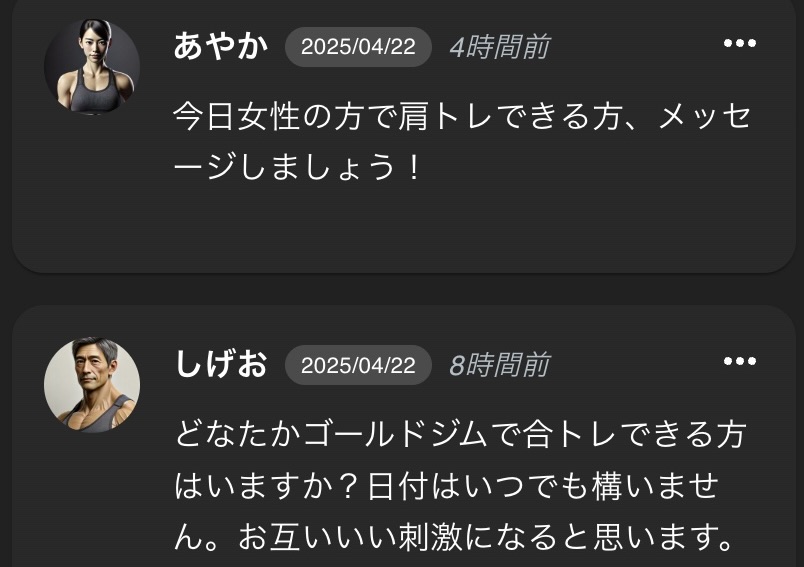 あやか 2025/04/22 4時間前
今日女性の方で肩トレできる方、メッセ
ージしましょう！
しげお 2025/04/22 8時間前
どなたかゴールドジムで合トレできる方
はいますか？日付はいつでも構いませ
ん。お互いいい刺激になると思います。